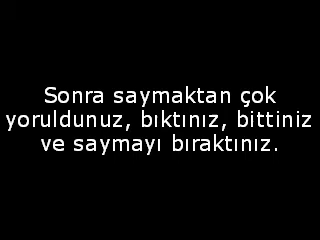 Sonra saymaktan çok
yoruldunuz, bıktınız, bittiniz
ve saymayı bıraktınız.